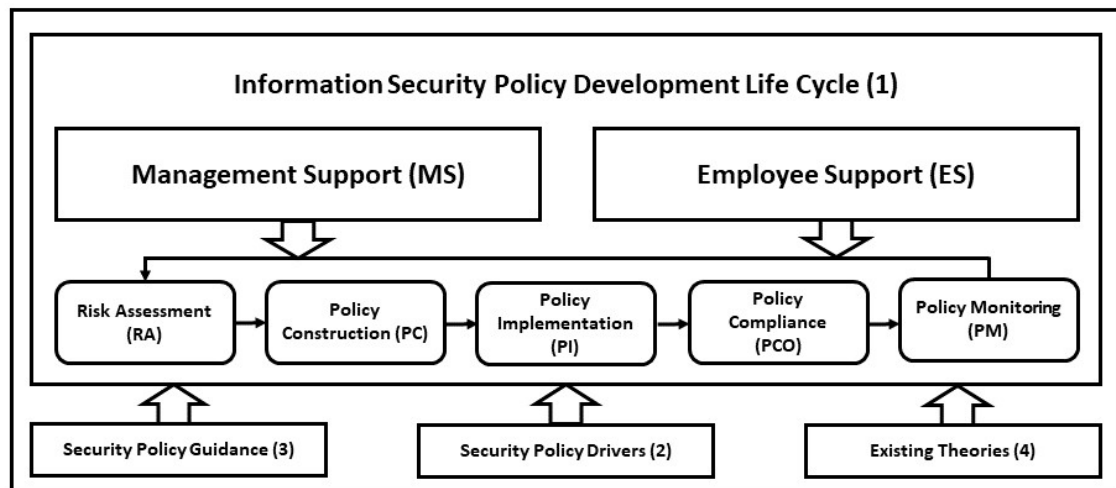 Information Security Policy Development Life Cycle (1)
Management Support (MS)
Employee Support (ES)
Risk Assessment
(RA)
Policy
Construction (PC)
Policy
Implementation
(PI)
Policy
Compliance
(PCO)
Policy Monitoring
(PM)
Security Policy Guidance (3)
Security Policy Drivers (2)
Existing Theories (4)